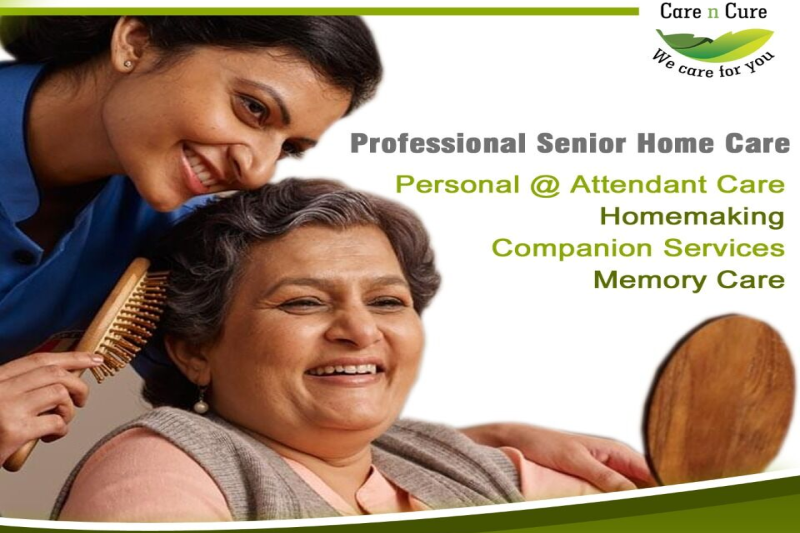 Care n Cure
We care for you
Professional Senior Home Care
Personal @ Attendant Care
Homemaking
Companion Services
Memory Care